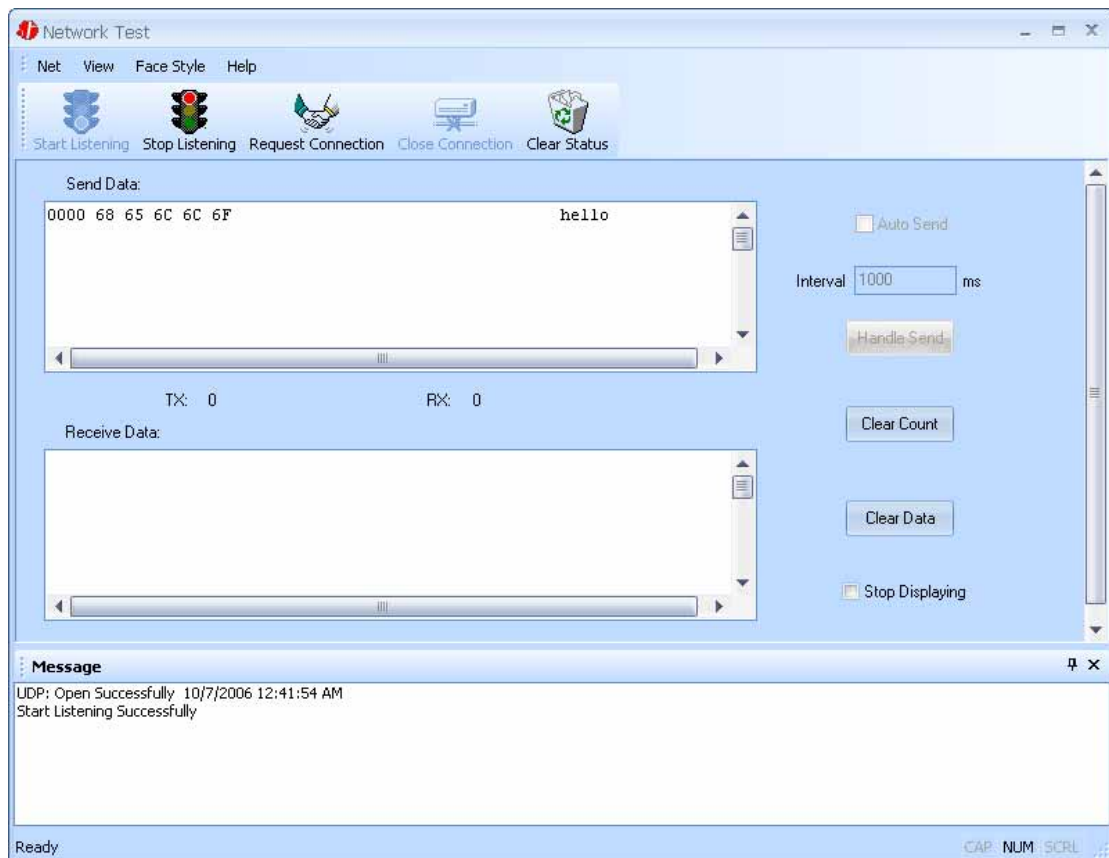 Network Test
Net View Face Style Help
Start Listening Stop Listening Request Connection Close Connection Clear Status
Send Data:
0000 68 65 6C 6C 6F hello
Auto Send
Interval 1000 ms
Handle Send
TX: 0 RX: 0
Clear Count
Receive Data:
Clear Data
Stop Displaying
Message
UDP: Open Successfully 10/7/2006 12:41:54 AM
Start Listening Successfully
Ready CAP NUM SCRL